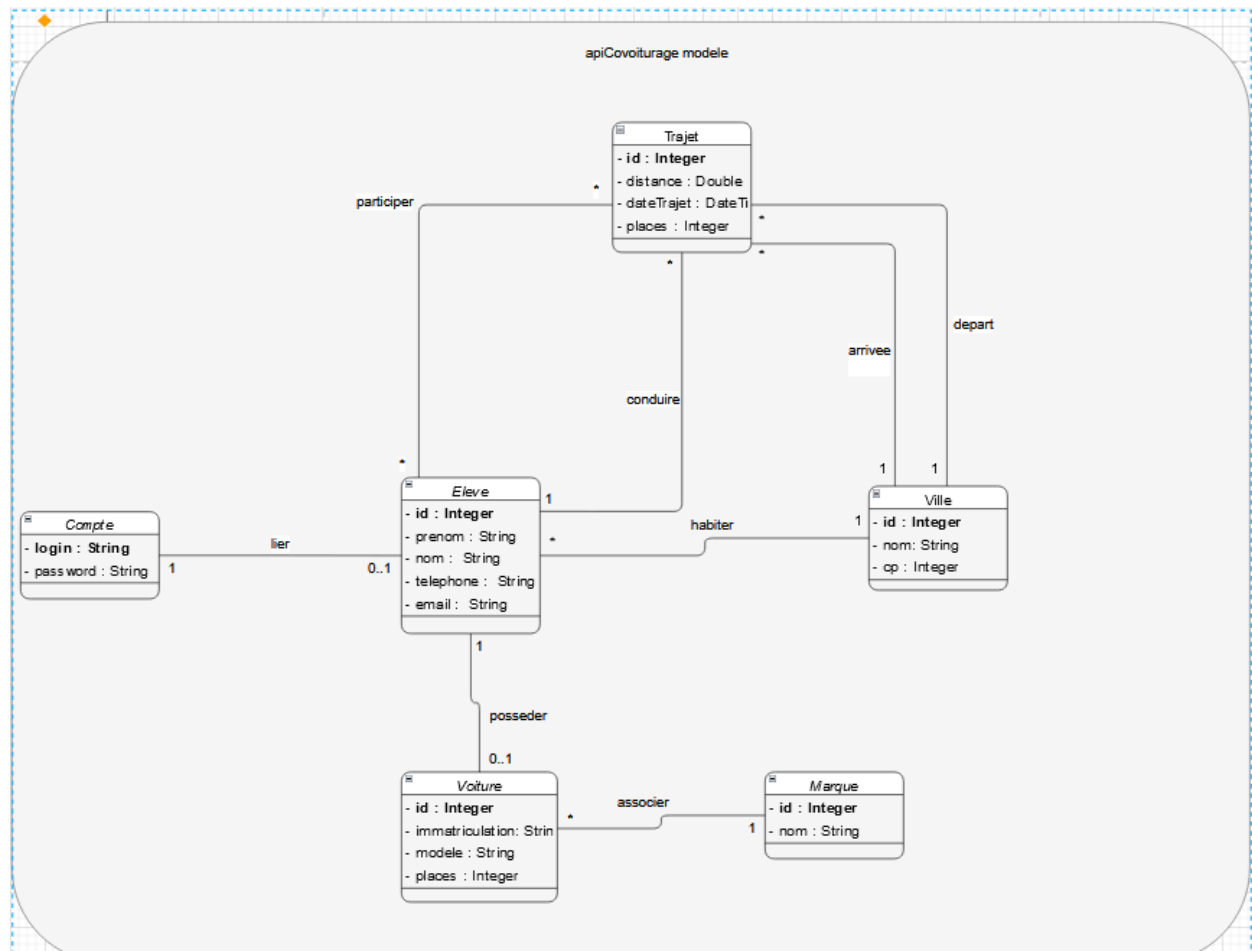 apiCovoiturage modele
Trajet
- id : Integer
- distance : Double
- dateTrajet : DateTi
- places : Integer
participer
*
*
*
*
depart
arrivee
conduire
*
1
1
Eleve
- id : Integer
- prenom : String
- nom : String
- telephone : String
- email : String
1
Ville
- id : Integer
- nom: String
- cp : Integer
habiter
1
*
Compte
- login : String
- password : String
lier
1
0..1
1
posseder
0..1
Voiture
- id : Integer
- immatriculation: Strin
- modele : String
- places : Integer
associer
*
1
Marque
- id : Integer
- nom : String